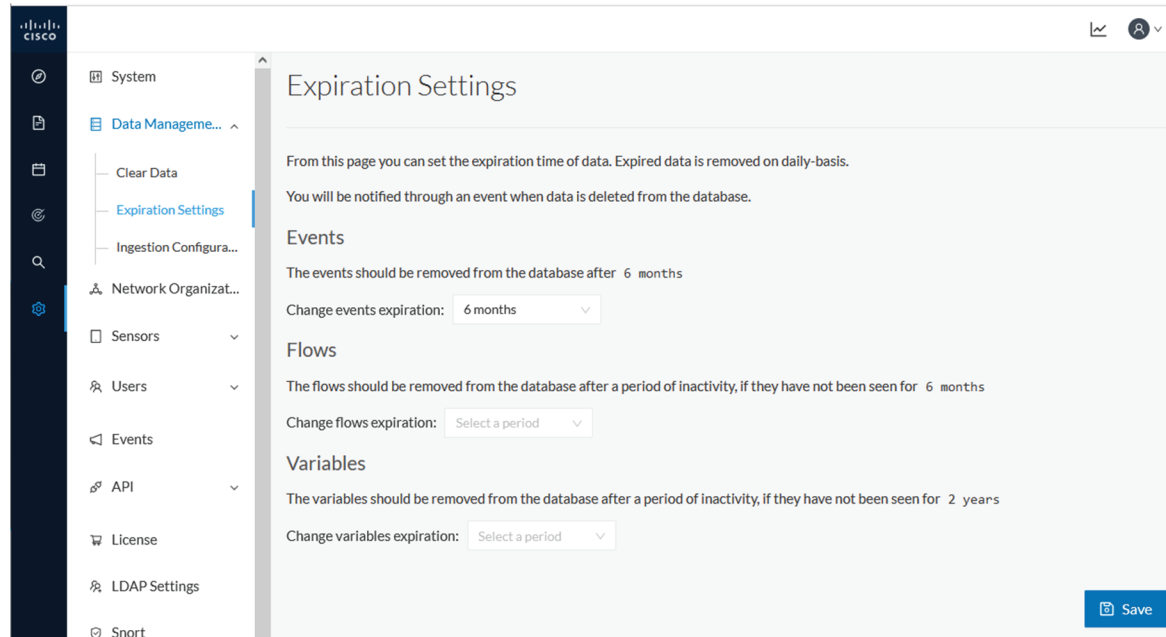 CISCO
System
Data Manageme...
Clear Data
Expiration Settings
Ingestion Configura...
Network Organizat...
Sensors
Users
Events
API
License
LDAP Settings
Snort
Expiration Settings
From this page you can set the expiration time of data. Expired data is removed on daily-basis.
You will be notified through an event when data is deleted from the database.
Events
The events should be removed from the database after 6 months
Change events expiration: 6 months
Flows
The flows should be removed from the database after a period of inactivity, if they have not been seen for 6 months
Change flows expiration: Select a period
Variables
The variables should be removed from the database after a period of inactivity, if they have not been seen for 2 years
Change variables expiration: Select a period
Save